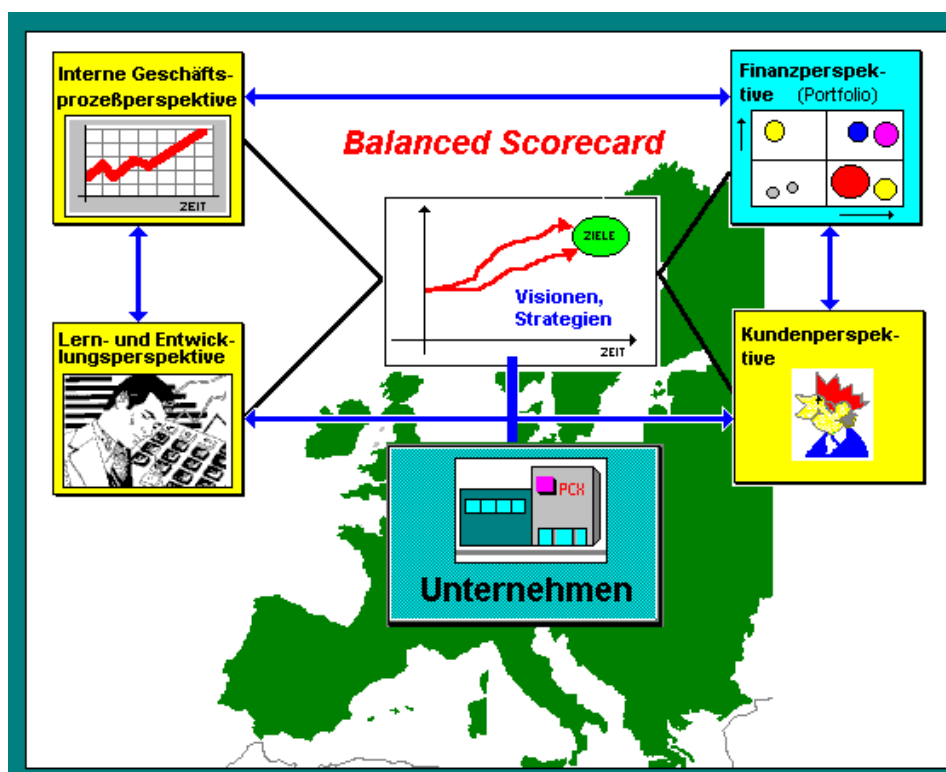 Interne Geschäfts-
prozeßperspektive
ZEIT
Finanzperspek-
tive (Portfolio)
Balanced Scorecard
ZIELE
Visionen,
Strategien
ZEIT
Lern- und Entwick-
lungsperspektive
Kundenperspek-
tive
PCX
Unternehmen